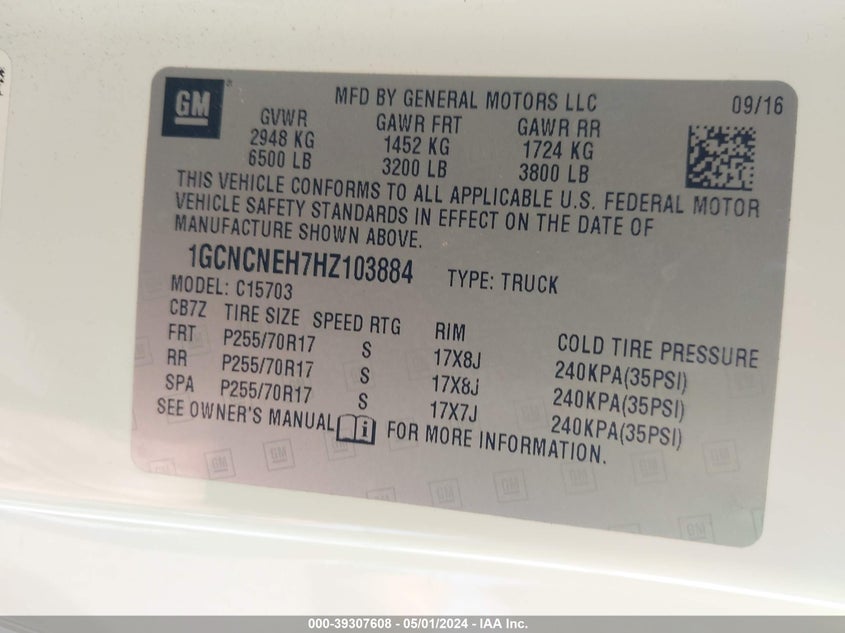 GM
MFD BY GENERAL MOTORS LLC 09/16
GVWR GAWR FRT GAWR RR
2948 KG 1452 KG 1724 KG
6500 LB 3200 LB 3800 LB
THIS VEHICLE CONFORMS TO ALL APPLICABLE U.S. FEDERAL MOTOR
VEHICLE SAFETY STANDARDS IN EFFECT ON THE DATE OF
MANUFACTURE SHOWN ABOVE.
1GCNCNEH7HZ103884 TYPE: TRUCK
MODEL: C15703
CB7Z TIRE SIZE SPEED RTG RIM COLD TIRE PRESSURE
FRT P255/70R17 S 17X8J 240KPA(35PSI)
RR P255/70R17 S 17X8J 240KPA(35PSI)
SPA P255/70R17 S 17X7J 240KPA(35PSI)
SEE OWNER'S MANUAL i FOR MORE INFORMATION.
000-39307608 - 05/01/2024 - IAA Inc.